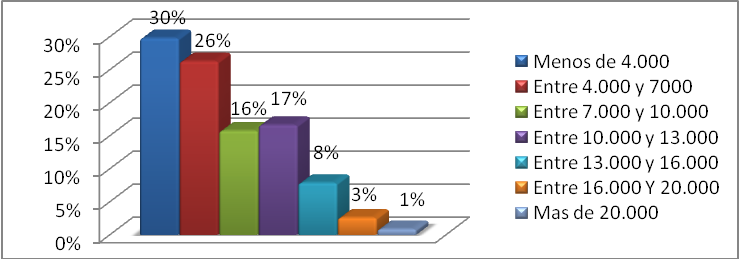 30%
26%
16%
17%
8%
3%
1%
30%
25%
20%
15%
10%
5%
0%
Menos de 4.000
Entre 4.000 y 7000
Entre 7.000 y 10.000
Entre 10.000 y 13.000
Entre 13.000 y 16.000
Entre 16.000 Y 20.000
Mas de 20.000